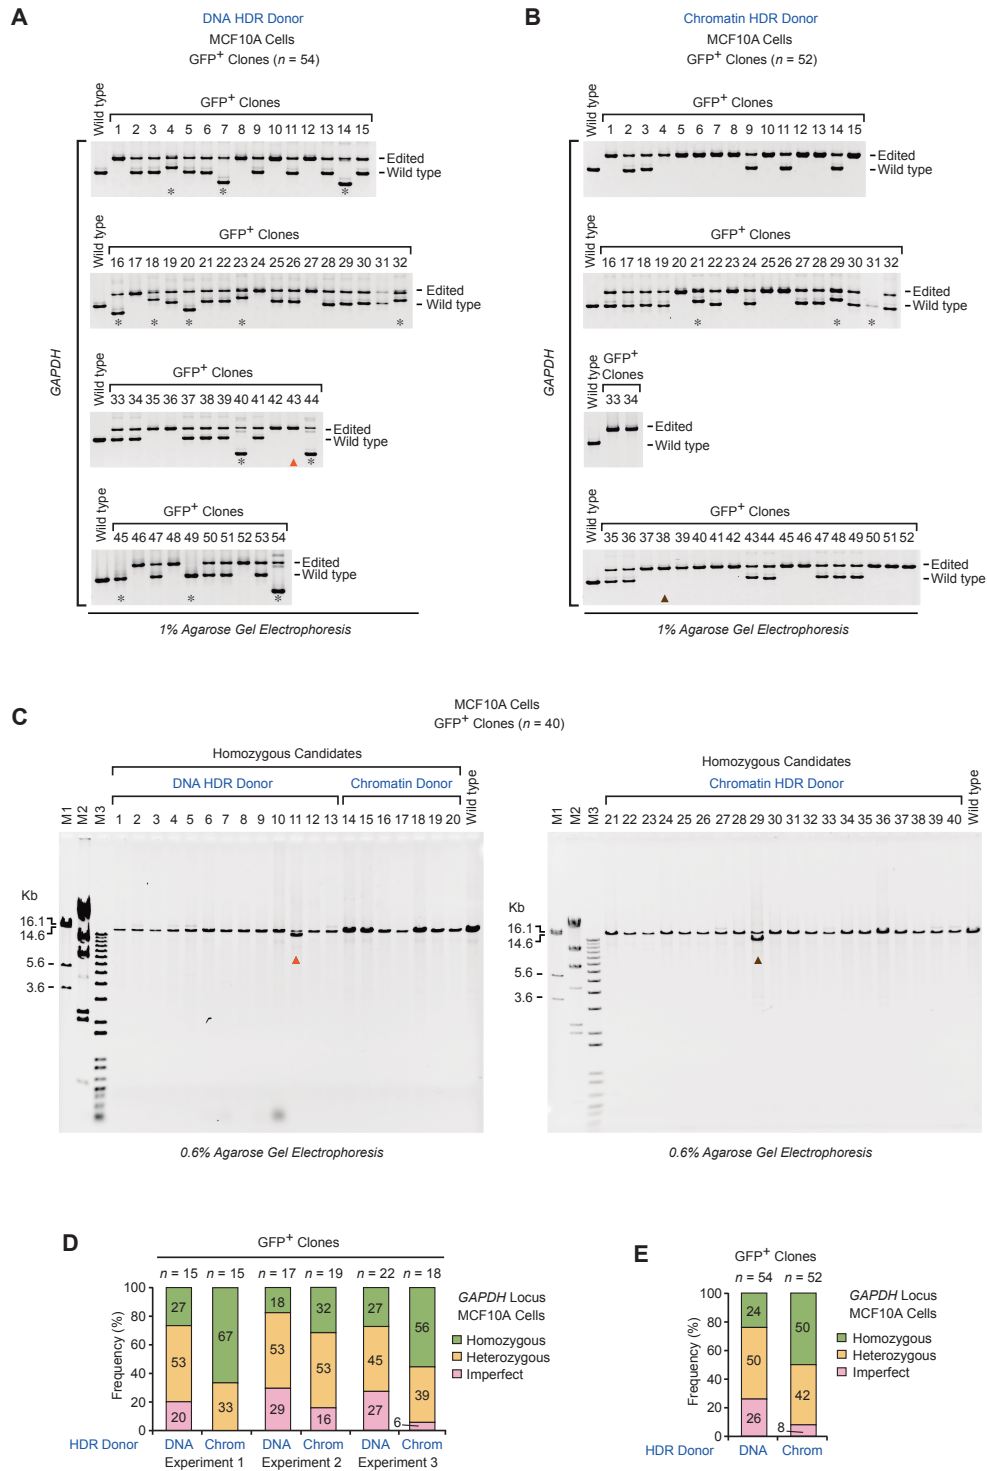 A
DNA HDR Donor
MCF10A Cells
GFP+ Clones (n = 54)
Wild type
GFP+ Clones
1 2 3 4 5 6 7 8 9 10 11 12 13 14 15
Edited
Wild type
* * *
Wild type
GFP+ Clones
16 17 18 19 20 21 22 23 24 25 26 27 28 29 30 31 32
Edited
Wild type
* * * * *
GAPDH
Wild type
GFP+ Clones
33 34 35 36 37 38 39 40 41 42 43 44
Edited
Wild type
* *
Wild type
GFP+ Clones
45 46 47 48 49 50 51 52 53 54
Edited
Wild type
* * *
1% Agarose Gel Electrophoresis
B
Chromatin HDR Donor
MCF10A Cells
GFP+ Clones (n = 52)
Wild type
GFP+ Clones
1 2 3 4 5 6 7 8 9 10 11 12 13 14 15
Edited
Wild type
Wild type
GFP+ Clones
16 17 18 19 20 21 22 23 24 25 26 27 28 29 30 31 32
Edited
Wild type
* * *
GAPDH
Wild type
GFP+
Clones
33 34
Edited
Wild type
Wild type
GFP+ Clones
35 36 37 38 39 40 41 42 43 44 45 46 47 48 49 50 51 52
Edited
Wild type
1% Agarose Gel Electrophoresis
C
MCF10A Cells
GFP+ Clones (n = 40)
Homozygous Candidates
DNA HDR Donor Chromatin Donor
M1 M2 M3 1 2 3 4 5 6 7 8 9 10 11 12 13 14 15 16 17 18 19 20 Wild type
Kb
16.1
14.6
5.6
3.6
0.6% Agarose Gel Electrophoresis
Homozygous Candidates
Chromatin HDR Donor
M1 M2 M3 21 22 23 24 25 26 27 28 29 30 31 32 33 34 35 36 37 38 39 40 Wild type
Kb
16.1
14.6
5.6
3.6
0.6% Agarose Gel Electrophoresis
D
GFP+ Clones
n = 15 n = 15 n = 17 n = 19 n = 22 n = 18
GAPDH Locus
MCF10A Cells
Homozygous
Heterozygous
Imperfect
Frequency (%)
100
80
60
40
20
0
27 67 18 32 27 56
53 33 53 53 45 39
20 29 16 27 6
HDR Donor DNA Chrom DNA Chrom DNA Chrom
Experiment 1 Experiment 2 Experiment 3
E
GFP+ Clones
n = 54 n = 52
GAPDH Locus
MCF10A Cells
Homozygous
Heterozygous
Imperfect
Frequency (%)
100
80
60
40
20
0
24 50
50 42
26 8
HDR Donor DNA Chrom